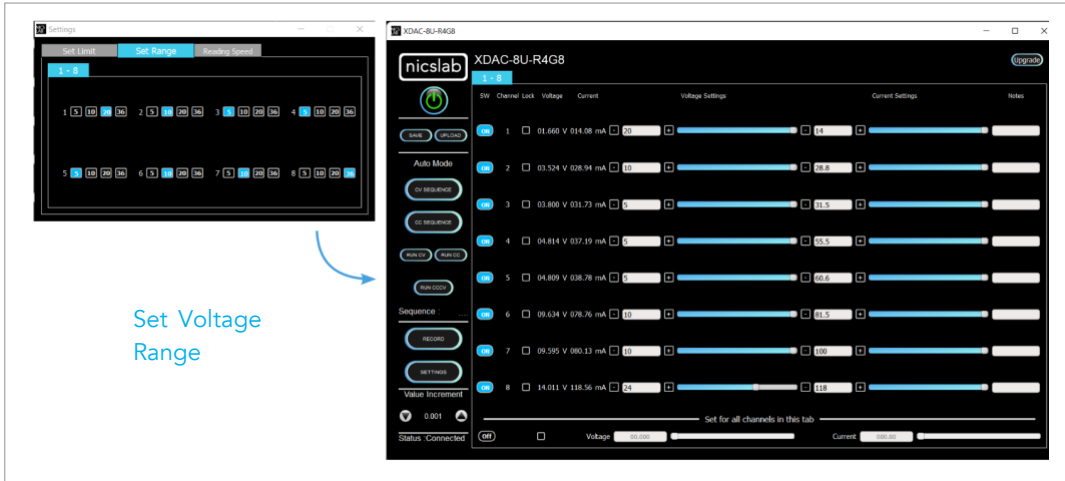 Settings
Set Limit Set Range Reading Speed
1 - 8
1 5 10 20 36 2 5 10 20 36 3 5 10 20 36 4 5 10 20 36
5 5 10 20 36 6 5 10 20 36 7 5 10 20 36 8 5 10 20 36
Set Voltage
Range
XDAC-8U-R4G8
nicslab XDAC-8U-R4G8 Upgrade
1 - 8
SW Channel Lock Voltage Current Voltage Settings Current Settings Notes
SAVE UPLOAD
ON 1 01.660 V 014.08 mA - 20 + - 14 +
Auto Mode
ON 2 03.524 V 028.94 mA - 10 + - 28.8 +
CV SEQUENCE
ON 3 03.800 V 031.73 mA - 5 + - 31.5 +
CC SEQUENCE
ON 4 04.814 V 037.19 mA - 5 + - 55.5 +
RUN CV RUN CC
ON 5 04.809 V 038.78 mA - 5 + - 60.6 +
RUN CCCV
Sequence : ....
ON 6 09.634 V 078.76 mA - 10 + - 81.5 +
RECORD
ON 7 09.595 V 080.13 mA - 10 + - 100 +
SETTINGS
ON 8 14.011 V 118.56 mA - 24 + - 118 +
Value Increment
0.001
Set for all channels in this tab
Status :Connected Off Voltage Current